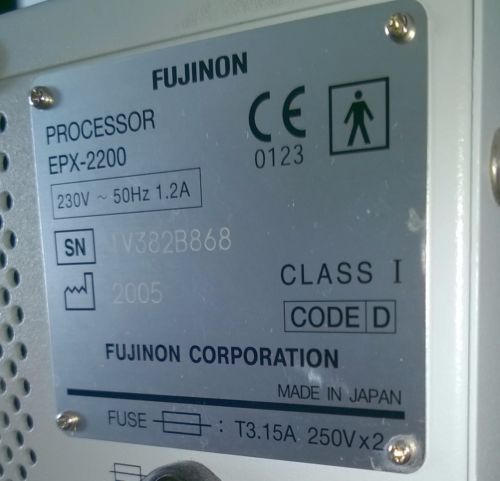 FUJINON
PROCESSOR
EPX-2200
CE
0123
230V ~ 50Hz 1.2A
SN 1V382B868
2005
CLASS I
CODE D
FUJINON CORPORATION
MADE IN JAPAN
FUSE : T3.15A 250V×2